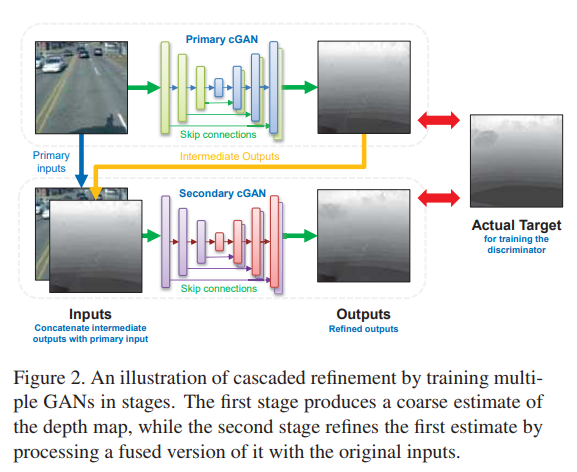 Primary cGAN
Skip connections
Primary
inputs
Intermediate Outputs
Secondary cGAN
Skip connections
Actual Target
for training the
discriminator
Inputs
Concatenate intermediate
outputs with primary input
Outputs
Refined outputs
Figure 2. An illustration of cascaded refinement by training multi-
ple GANs in stages. The first stage produces a coarse estimate of
the depth map, while the second stage refines the first estimate by
processing a fused version of it with the original inputs.